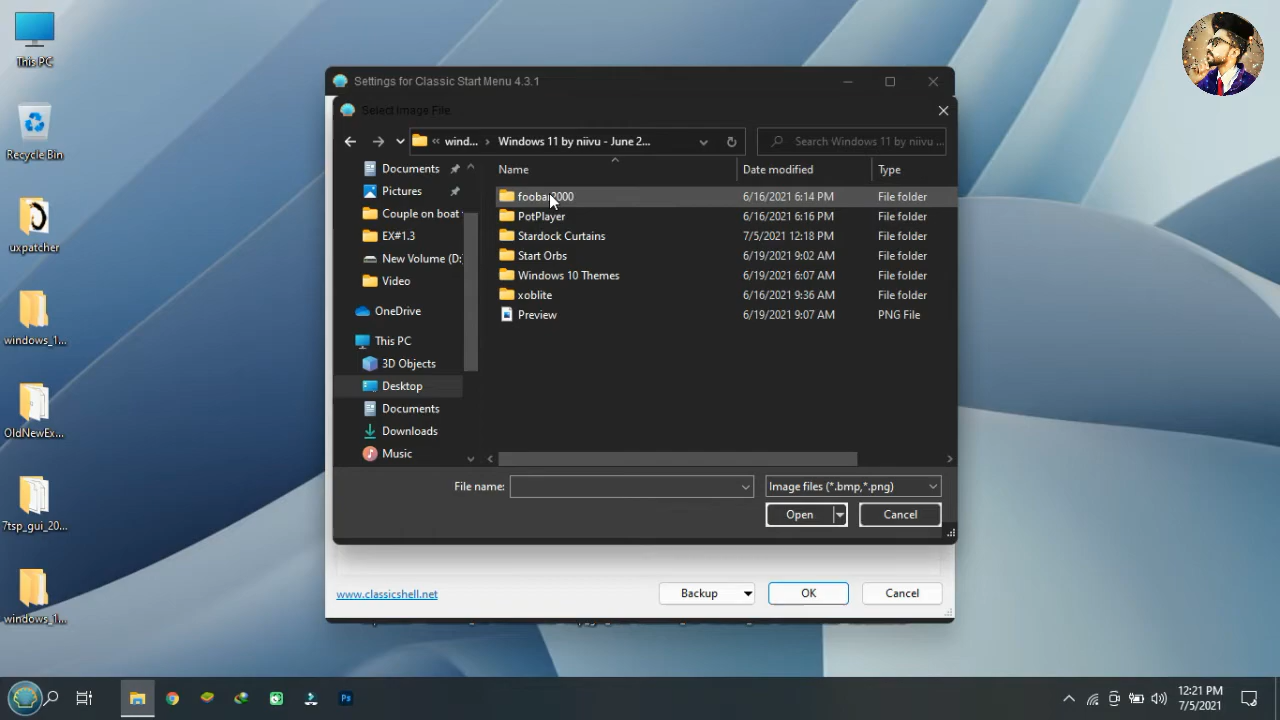 This PC
Recycle Bin
uxpatcher
windows_1...
OldNewEx...
7tsp_gui_20...
windows_1...
Settings for Classic Start Menu 4.3.1
Select Image File
« wind... › Windows 11 by niivu - June 2...
Search Windows 11 by niivu ...
Name Date modified Type
Documents
Pictures
Couple on boat
EX#1.3
New Volume (D:
Video
OneDrive
This PC
3D Objects
Desktop
Documents
Downloads
Music
foobar2000 6/16/2021 6:14 PM File folder
PotPlayer 6/16/2021 6:16 PM File folder
Stardock Curtains 7/5/2021 12:18 PM File folder
Start Orbs 6/19/2021 9:02 AM File folder
Windows 10 Themes 6/19/2021 6:07 AM File folder
xoblite 6/16/2021 9:36 AM File folder
Preview 6/19/2021 9:07 AM PNG File
File name:
Image files (*.bmp,*.png)
Open Cancel
www.classicshell.net
Backup OK Cancel
Ps
12:21 PM
7/5/2021